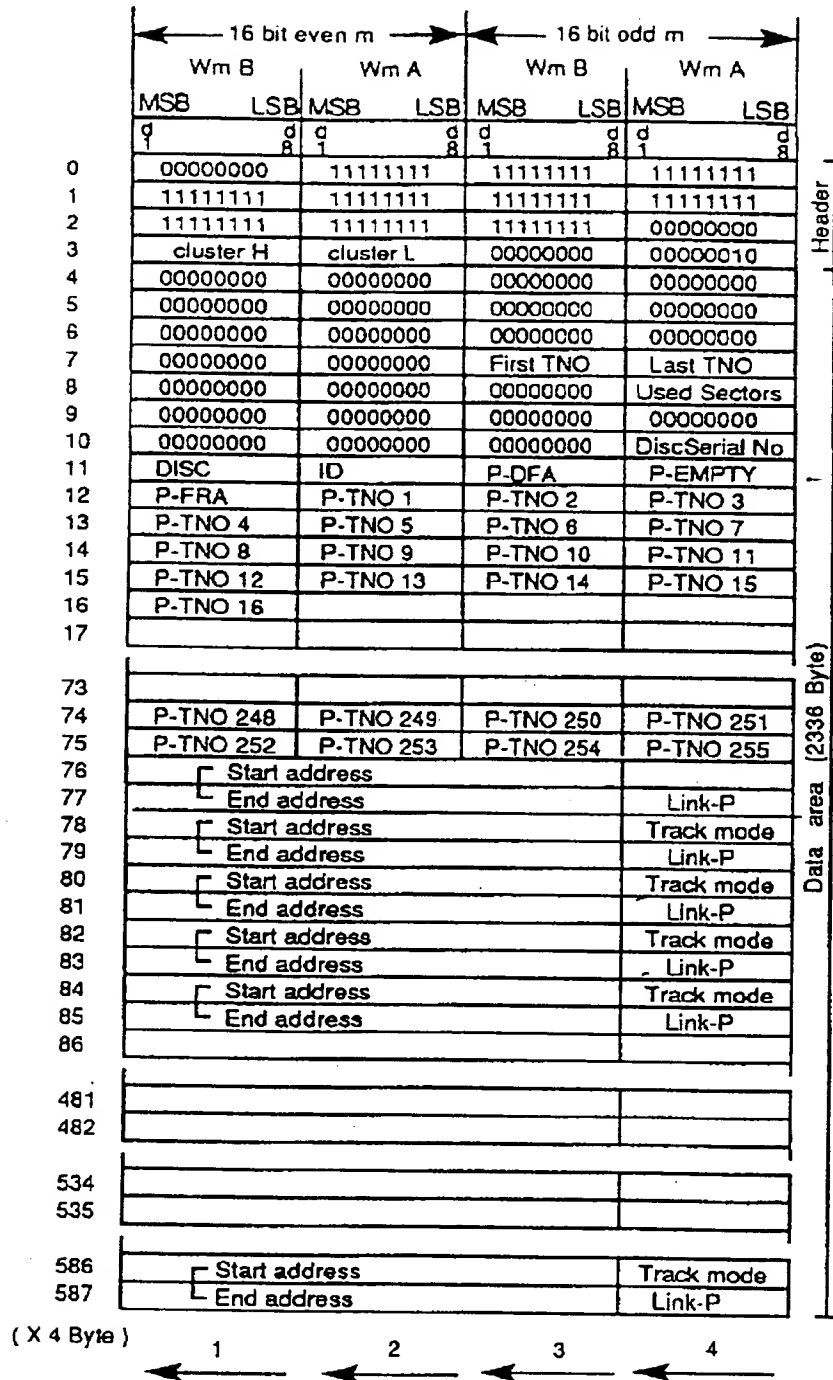 16 bit even m 16 bit odd m
Wm B Wm A Wm B Wm A
MSB LSB MSB LSB MSB LSB MSB LSB
d1 d8 d1 d8 d1 d8 d1 d8
0 00000000 11111111 11111111 11111111
1 11111111 11111111 11111111 11111111
2 11111111 11111111 11111111 00000000
3 cluster H cluster L 00000000 00000010
4 00000000 00000000 00000000 00000000
5 00000000 00000000 00000000 00000000
6 00000000 00000000 00000000 00000000
7 00000000 00000000 First TNO Last TNO
8 00000000 00000000 00000000 Used Sectors
9 00000000 00000000 00000000 00000000
10 00000000 00000000 00000000 DiscSerial No
11 DISC ID P-DFA P-EMPTY
12 P-FRA P-TNO 1 P-TNO 2 P-TNO 3
13 P-TNO 4 P-TNO 5 P-TNO 6 P-TNO 7
14 P-TNO 8 P-TNO 9 P-TNO 10 P-TNO 11
15 P-TNO 12 P-TNO 13 P-TNO 14 P-TNO 15
16 P-TNO 16
17
73
74 P-TNO 248 P-TNO 249 P-TNO 250 P-TNO 251
75 P-TNO 252 P-TNO 253 P-TNO 254 P-TNO 255
76 Start address
77 End address Link-P
78 Start address Track mode
79 End address Link-P
80 Start address Track mode
81 End address Link-P
82 Start address Track mode
83 End address Link-P
84 Start address Track mode
85 End address Link-P
86
481
482
534
535
586 Start address Track mode
587 End address Link-P
( X 4 Byte )
1 2 3 4
Header
Data area (2336 Byte)